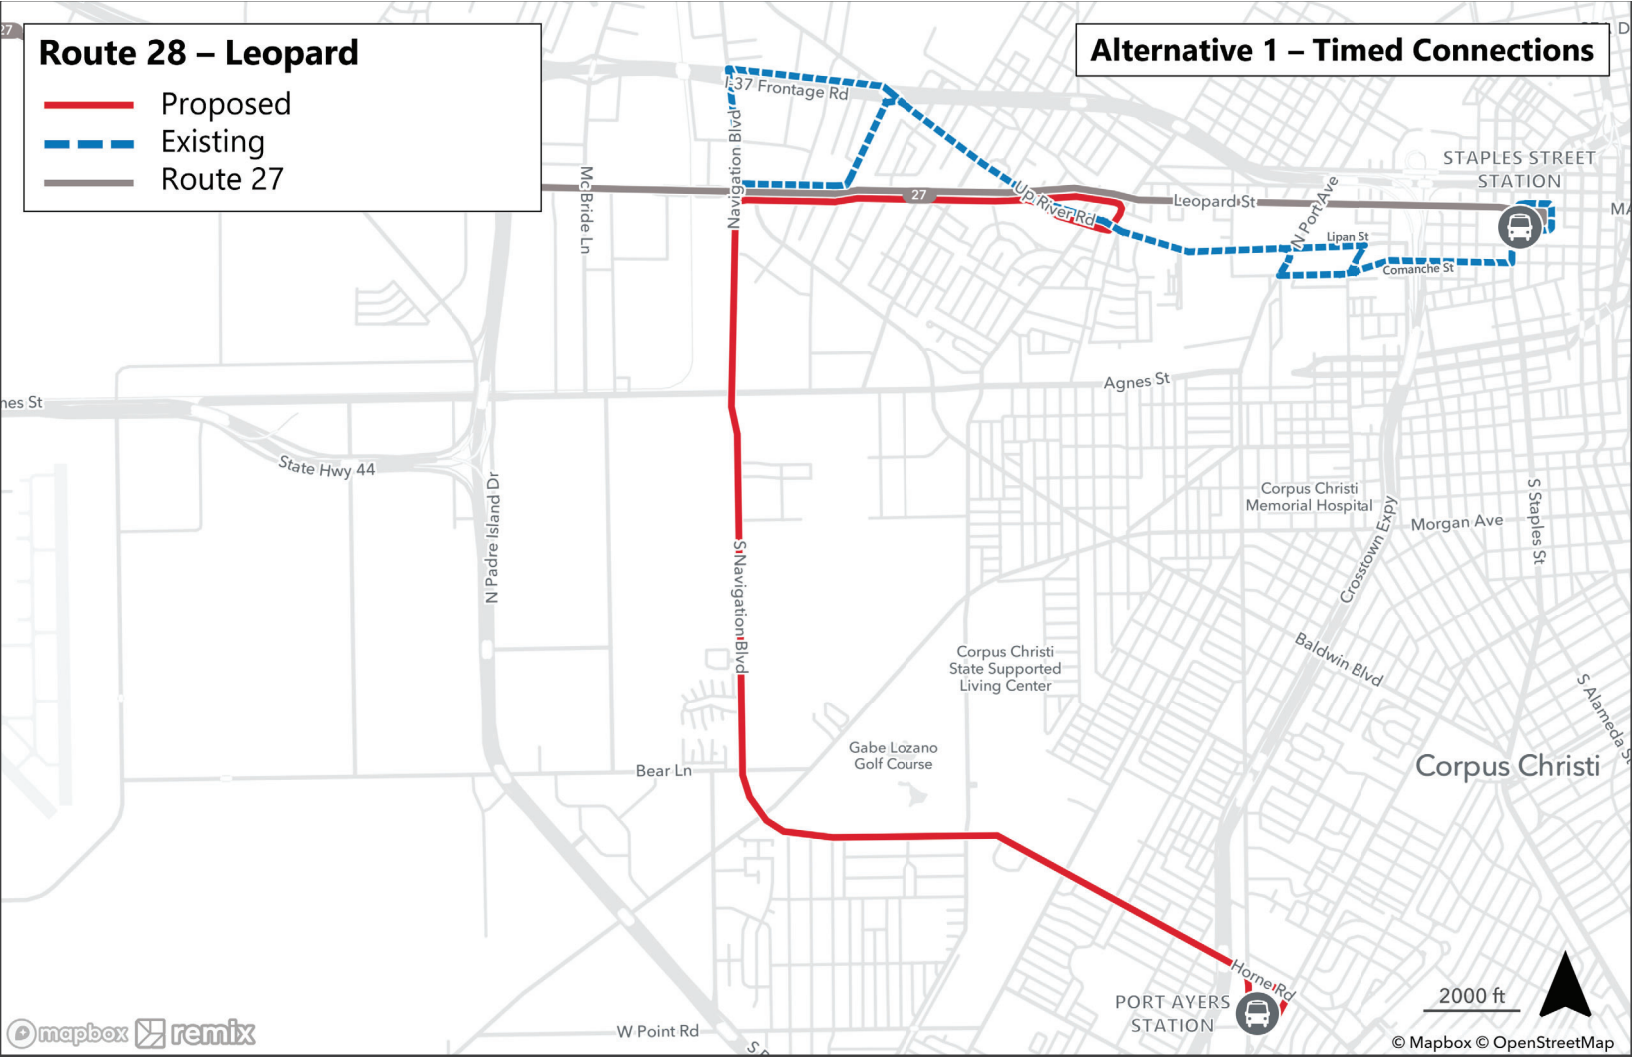 27
Route 28 – Leopard
Proposed
Existing
Route 27
Alternative 1 – Timed Connections
I-37 Frontage Rd
N Navigation Blvd
McBride Ln
27
Up River Rd
Leopard St
N Port Ave
STAPLES STREET
STATION
Lipan St
Comanche St
Agnes St
nes St
State Hwy 44
N Padre Island Dr
S Navigation Blvd
Corpus Christi
Memorial Hospital
Crosstown Expy
Morgan Ave
S Staples St
Baldwin Blvd
Corpus Christi
State Supported
Living Center
S Alameda St
Gabe Lozano
Golf Course
Bear Ln
Corpus Christi
Horne Rd
PORT AYERS
STATION
W Point Rd
2000 ft
mapbox remix
© Mapbox © OpenStreetMap